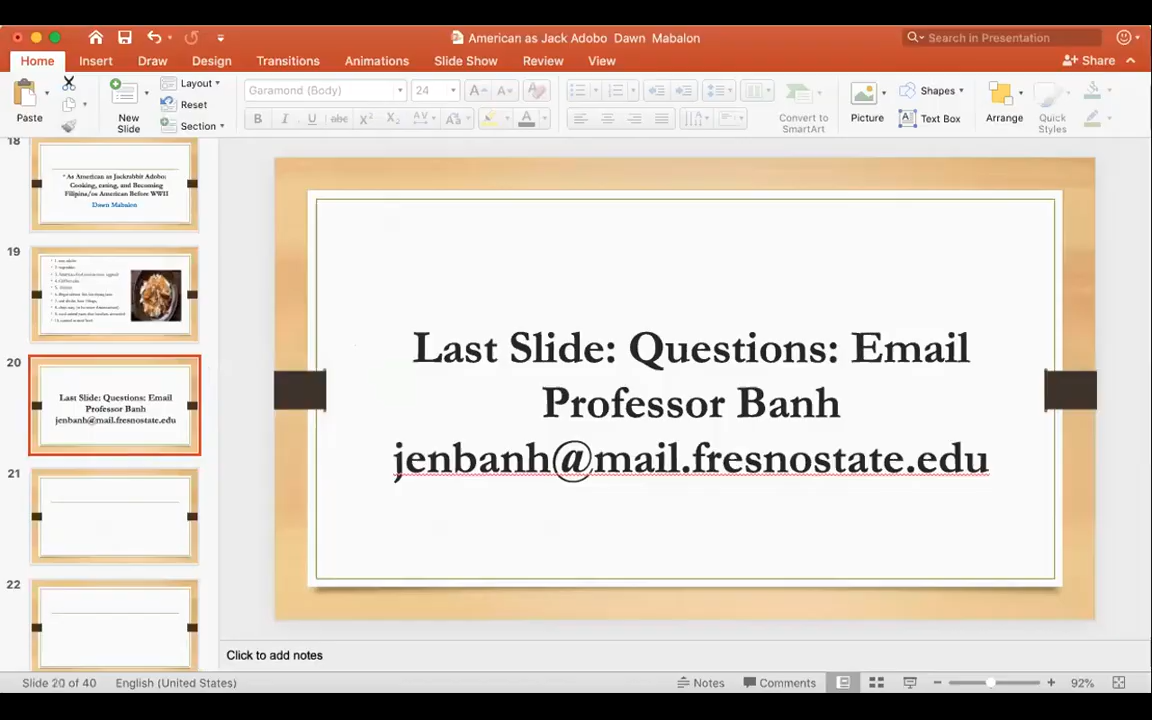 American as Jack Adobo Dawn Mabalon
Search in Presentation
Home Insert Draw Design Transitions Animations Slide Show Review View
Share
Paste
New Slide
Layout
Reset
Section
Garamond (Body) 24
Convert to SmartArt
Picture
Shapes
Text Box
Arrange
Quick Styles
18
* As American as Jackrabbit Adobo:
Cooking, eating, and Becoming
Filipina/os American Before WWII
Dawn Mabalon
19
20
Last Slide: Questions: Email
Professor Banh
jenbanh@mail.fresnostate.edu
21
22
Last Slide: Questions: Email
Professor Banh
jenbanh@mail.fresnostate.edu
Click to add notes
Slide 20 of 40 English (United States)
Notes Comments 92%